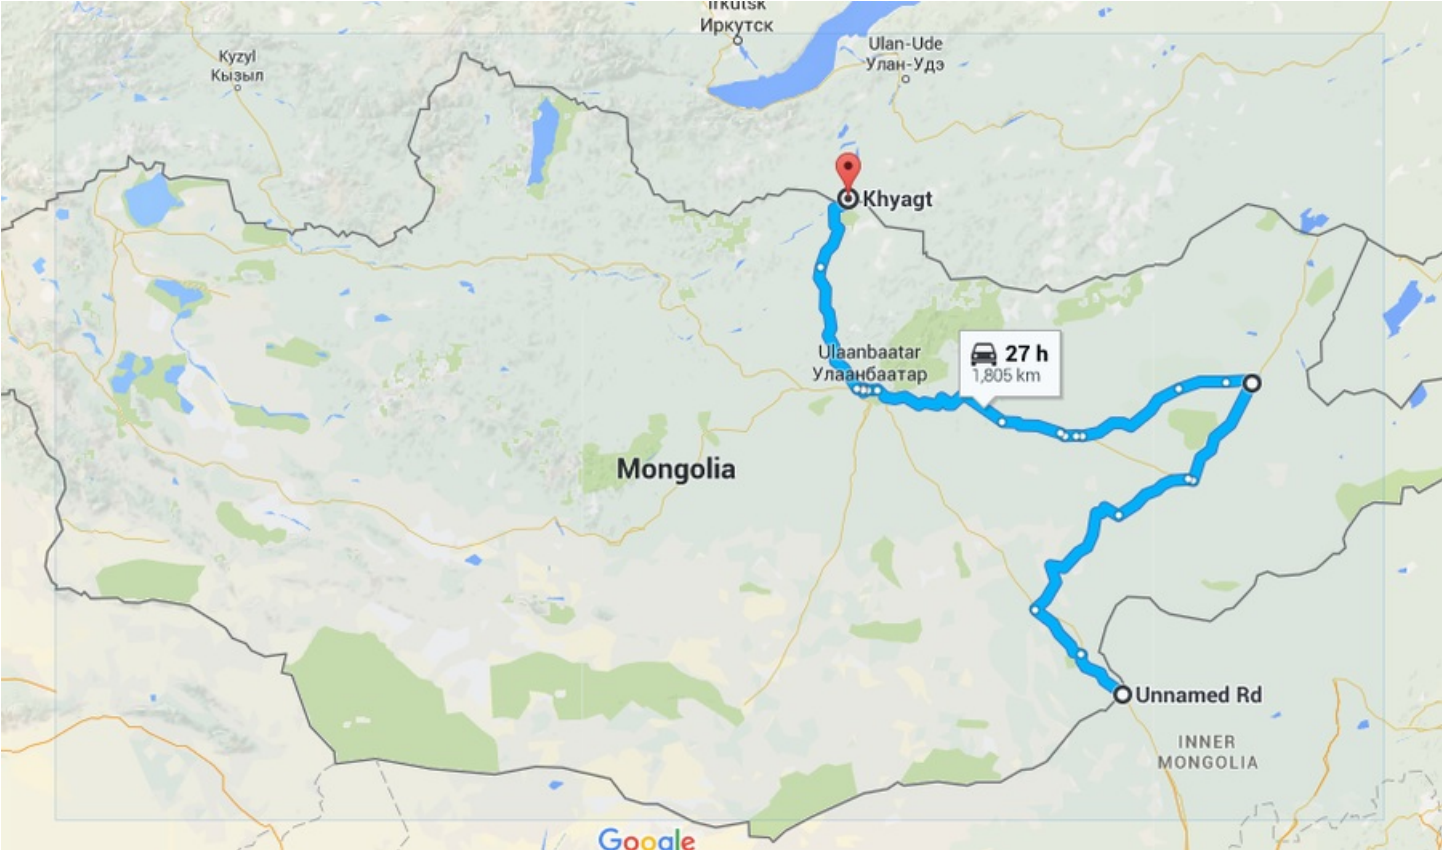 Irkutsk
Иркутск
Ulan-Ude
Улан-Удэ
Kyzyl
Кызыл
Khyagt
27 h
1,805 km
Ulaanbaatar
Улаанбаатар
Mongolia
Unnamed Rd
INNER
MONGOLIA
Google